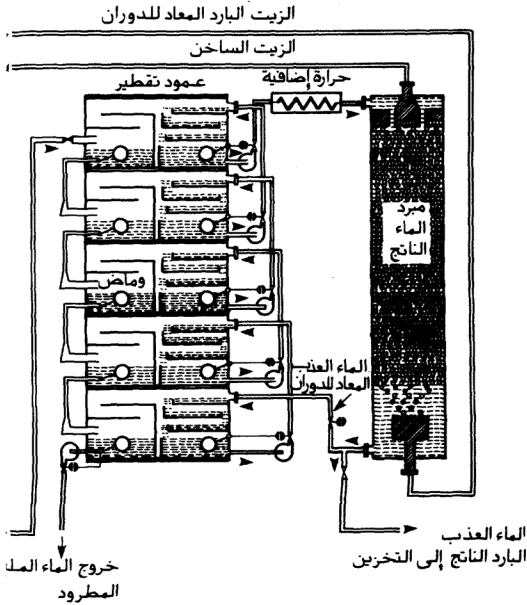 الزيت البارد المعاد للدوران
الزيت الساخن
عمود تقطير
حرارة إضافية
مبرد
الماء
الناتج
وماض
الماء العذب
المعاد للدوران
الماء العذب
البارد الناتج إلى التخزين
خروج الماء الملـ
المطرود